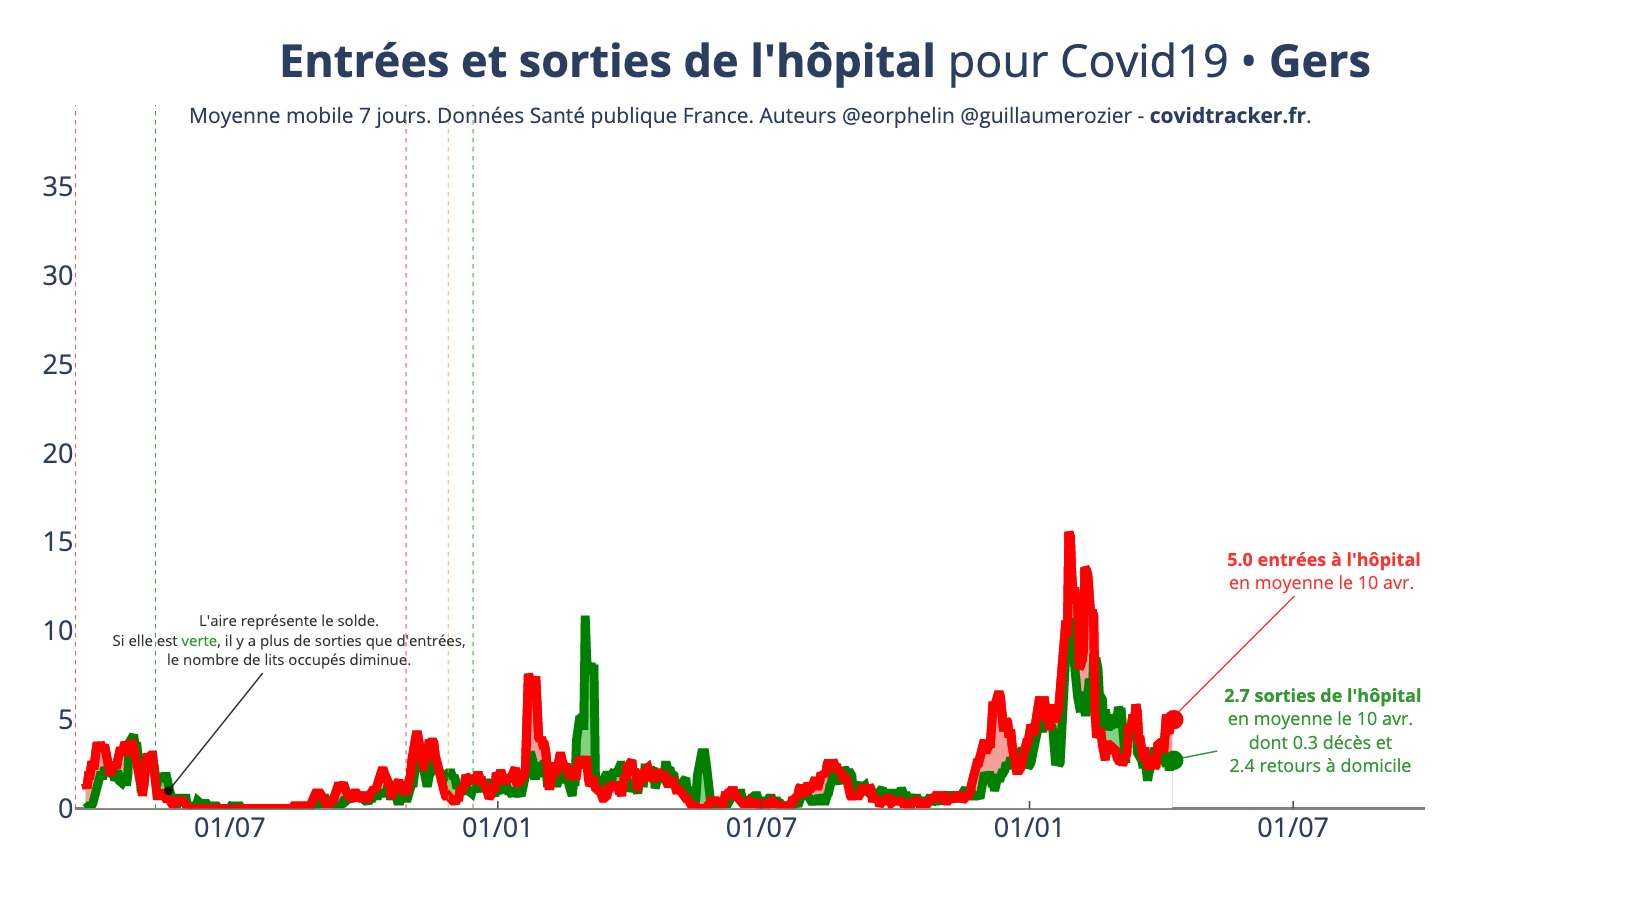 Entrées et sorties de l'hôpital pour Covid19 • Gers
Moyenne mobile 7 jours. Données Santé publique France. Auteurs @eorphelin @guillaumerozier - covidtracker.fr.
35
30
25
20
15
10
5
0
L'aire représente le solde.
Si elle est verte, il y a plus de sorties que d'entrées,
le nombre de lits occupés diminue.
5.0 entrées à l'hôpital
en moyenne le 10 avr.
2.7 sorties de l'hôpital
en moyenne le 10 avr.
dont 0.3 décès et
2.4 retours à domicile
01/07
01/01
01/07
01/01
01/07